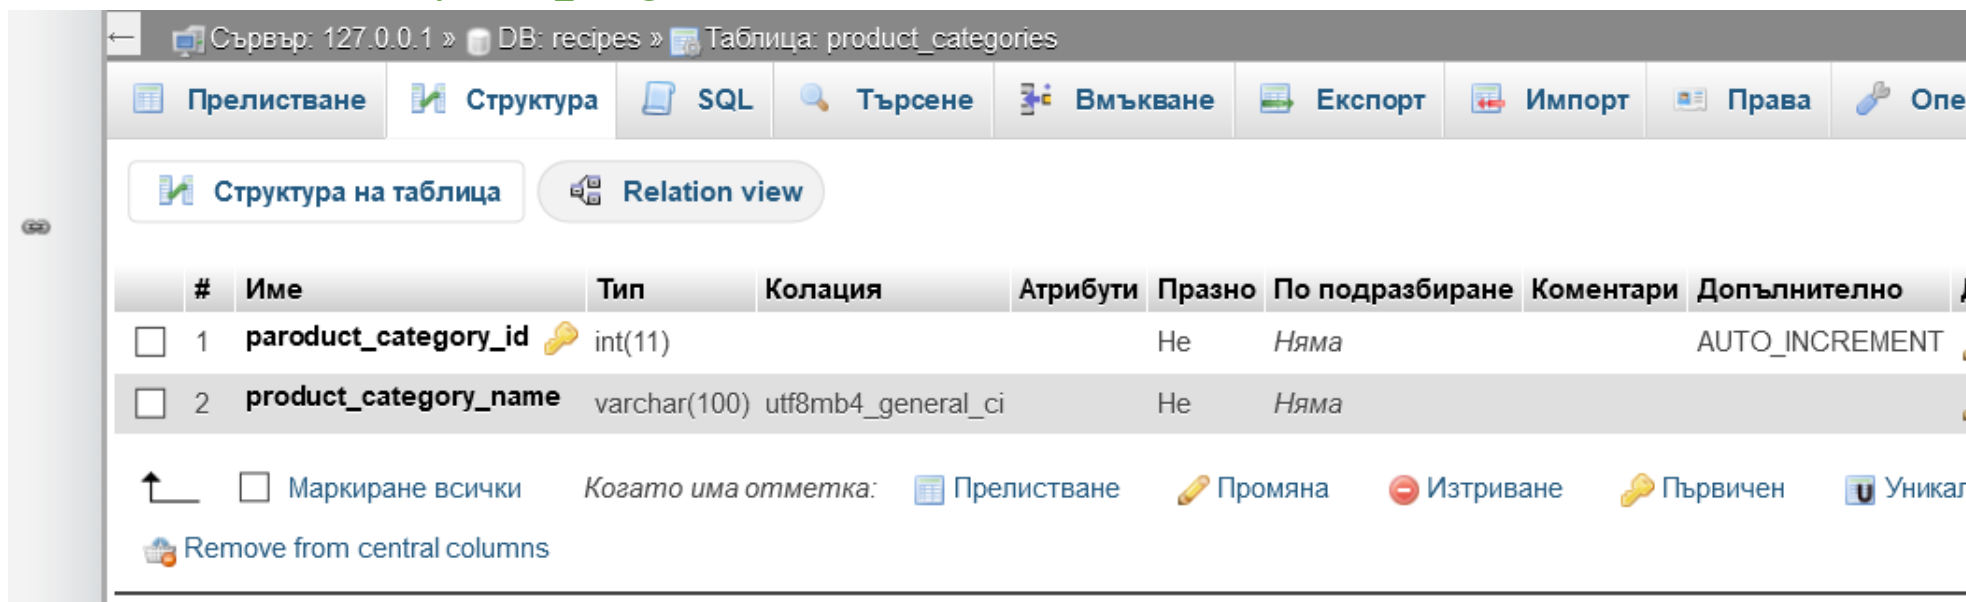 ← Сървър: 127.0.0.1 » DB: recipes » Таблица: product_categories
Прелистване Структура SQL Търсене Вмъкване Експорт Импорт Права Опе
Структура на таблица Relation view
# Име Тип Колация Атрибути Празно По подразбиране Коментари Допълнително
1 paroduct_category_id int(11) Не Няма AUTO_INCREMENT
2 product_category_name varchar(100) utf8mb4_general_ci Не Няма
Маркиране всички Когато има отметка: Прелистване Промяна Изтриване Първичен Уникал
Remove from central columns